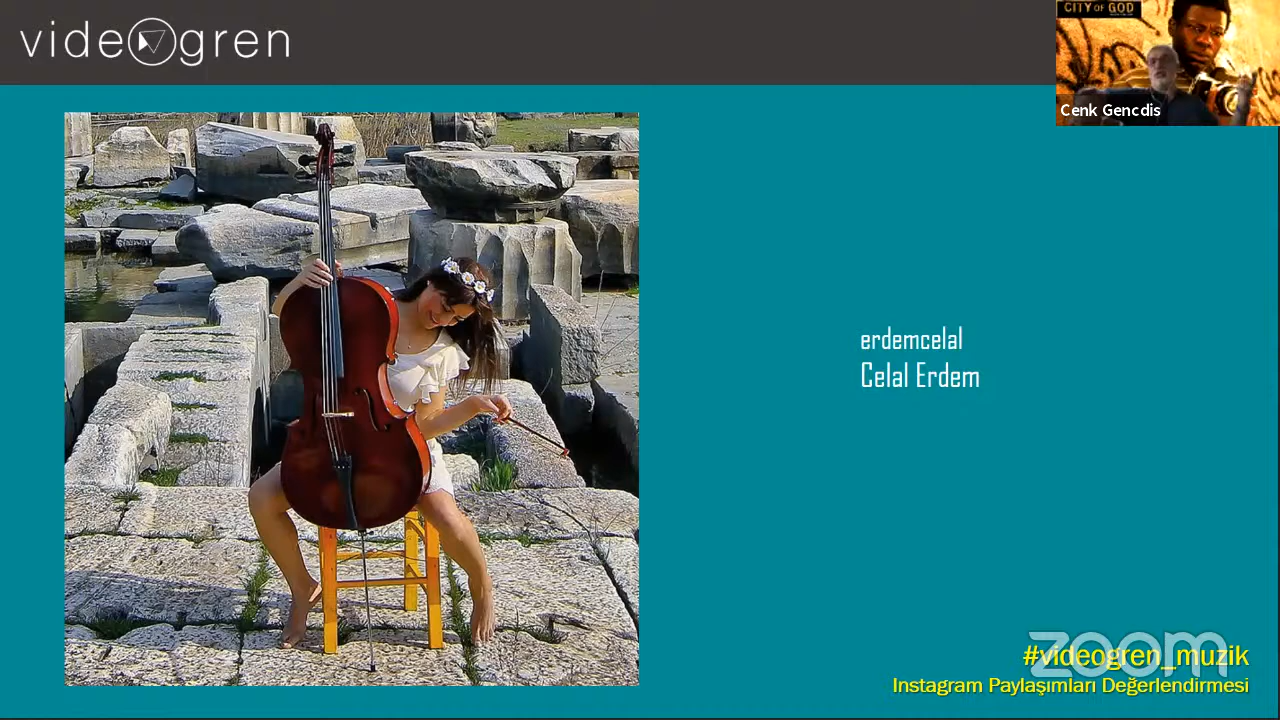 videogren
CITY OF GOD
Cenk Gencdis
erdemcelal
Celal Erdem
zoom
#videogren_muzik
Instagram Paylaşımları Değerlendirmesi